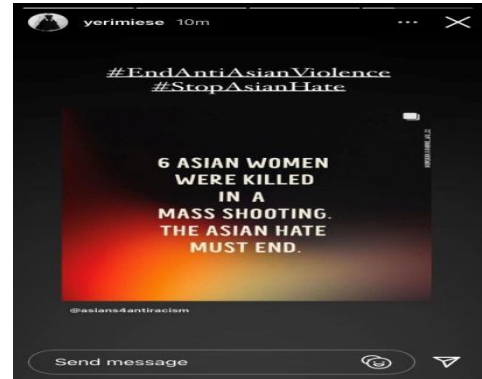 yerimiese 10m
#EndAntiAsianViolence
#StopAsianHate
6 ASIAN WOMEN
WERE KILLED
IN A
MASS SHOOTING.
THE ASIAN HATE
MUST END.
@asians4antiracism
Send message